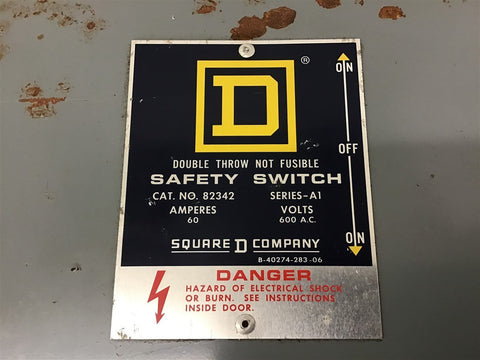 D ®
ON
OFF
ON
DOUBLE THROW NOT FUSIBLE
SAFETY SWITCH
CAT. NO. 82342 SERIES-A1
AMPERES VOLTS
60 600 A.C.
SQUARE D COMPANY
B-40274-283-06
DANGER
HAZARD OF ELECTRICAL SHOCK
OR BURN. SEE INSTRUCTIONS
INSIDE DOOR.